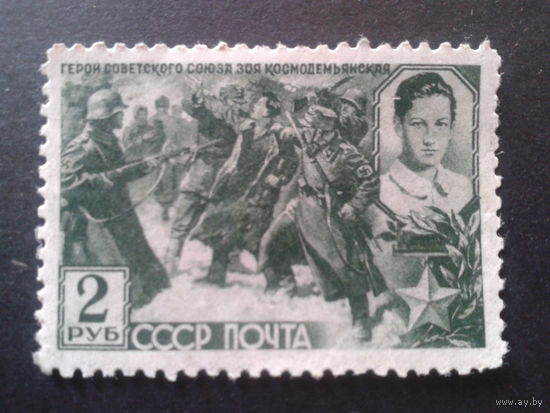 ГЕРОЙ СОВЕТСКОГО СОЮЗА ЗОЯ КОСМОДЕМЬЯНСКАЯ
2
РУБ
СССР ПОЧТА
www.ay.by